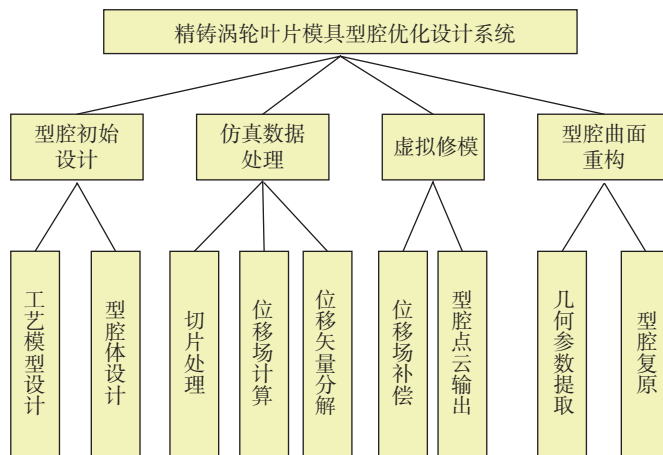 精铸涡轮叶片模具型腔优化设计系统
型腔初始
设计
仿真数据
处理
虚拟修模
型腔曲面
重构
工艺模型设计
型腔体设计
切片处理
位移场计算
位移矢量分解
位移场补偿
型腔点云输出
几何参数提取
型腔复原